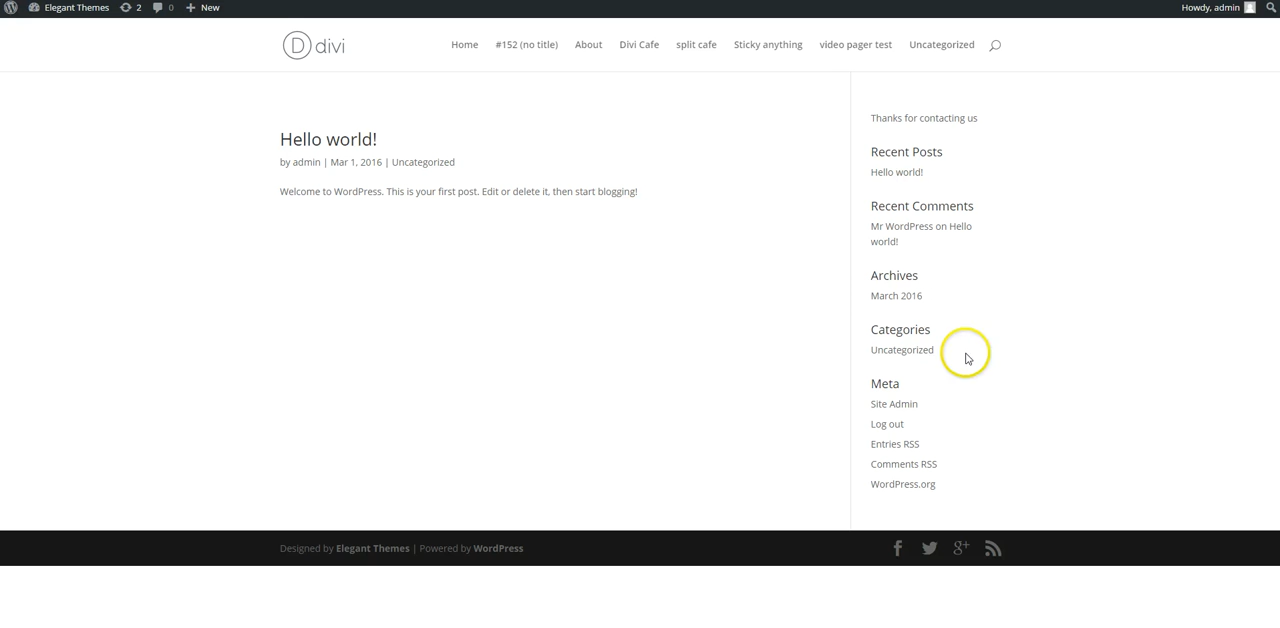 Elegant Themes 2 0 New Howdy, admin
D divi
Home #152 (no title) About Divi Cafe split cafe Sticky anything video pager test Uncategorized
Hello world!
by admin | Mar 1, 2016 | Uncategorized
Welcome to WordPress. This is your first post. Edit or delete it, then start blogging!
Thanks for contacting us
Recent Posts
Hello world!
Recent Comments
Mr WordPress on Hello
world!
Archives
March 2016
Categories
Uncategorized
Meta
Site Admin
Log out
Entries RSS
Comments RSS
WordPress.org
Designed by Elegant Themes | Powered by WordPress